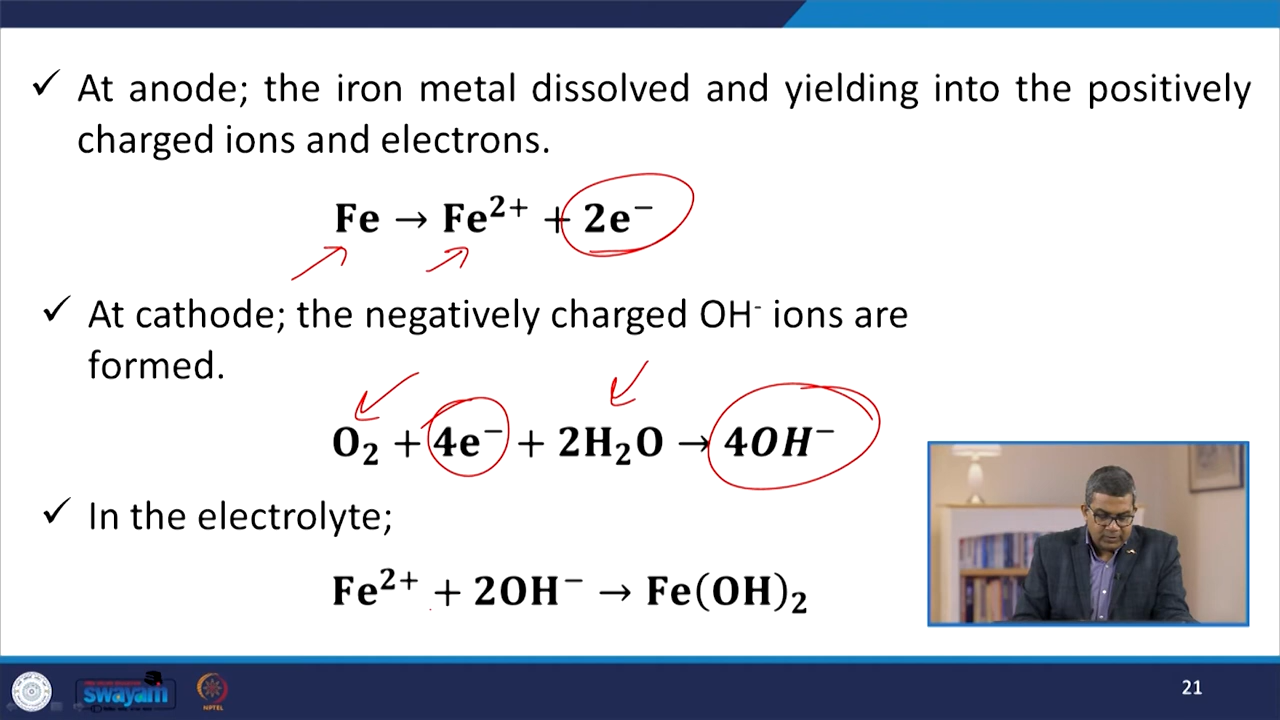 ✓ At anode; the iron metal dissolved and yielding into the positively
charged ions and electrons.
Fe → Fe²⁺ + 2e⁻
✓ At cathode; the negatively charged OH⁻ ions are
formed.
O₂ + 4e⁻ + 2H₂O → 4OH⁻
✓ In the electrolyte;
Fe²⁺ + 2OH⁻ → Fe(OH)₂
swayam
NPTEL
21